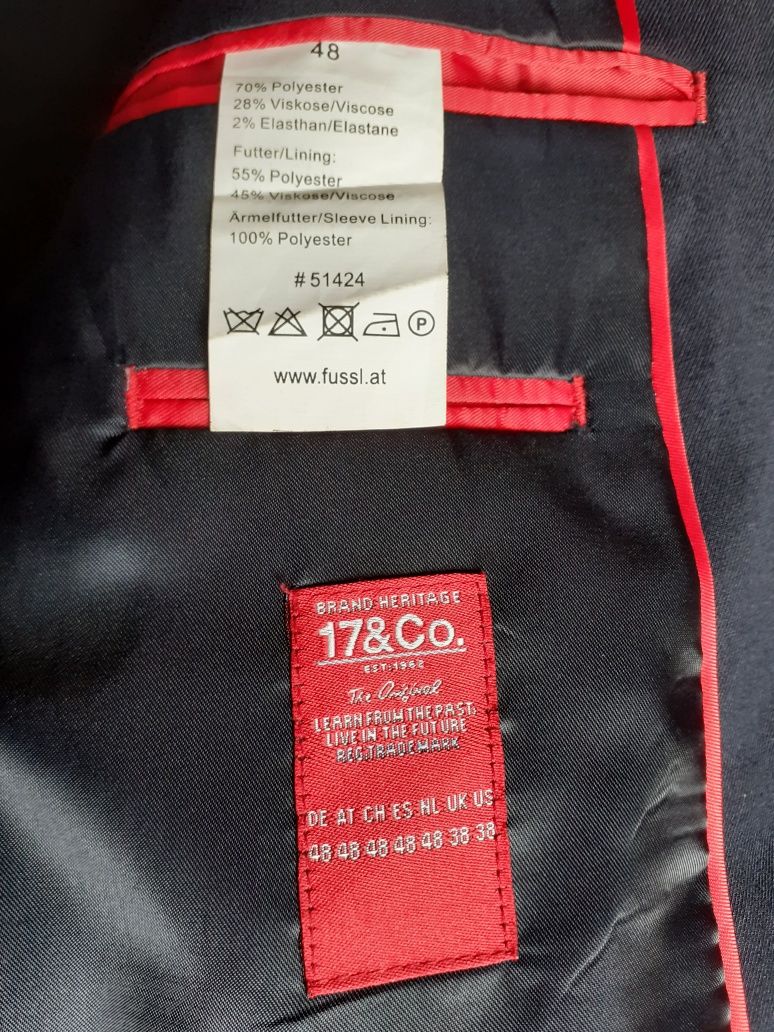 48
70% Polyester
28% Viskose/Viscose
2% Elasthan/Elastane
Futter/Lining:
55% Polyester
45% Viskose/Viscose
Ärmelfutter/Sleeve Lining:
100% Polyester
#51424
P
www.fussl.at
BRAND HERITAGE
17&Co.
EST.1962
The Original
LEARN FROM THE PAST,
LIVE IN THE FUTURE
REG.TRADEMARK
DE AT CH ES NL UK US
48 48 48 48 48 38 38